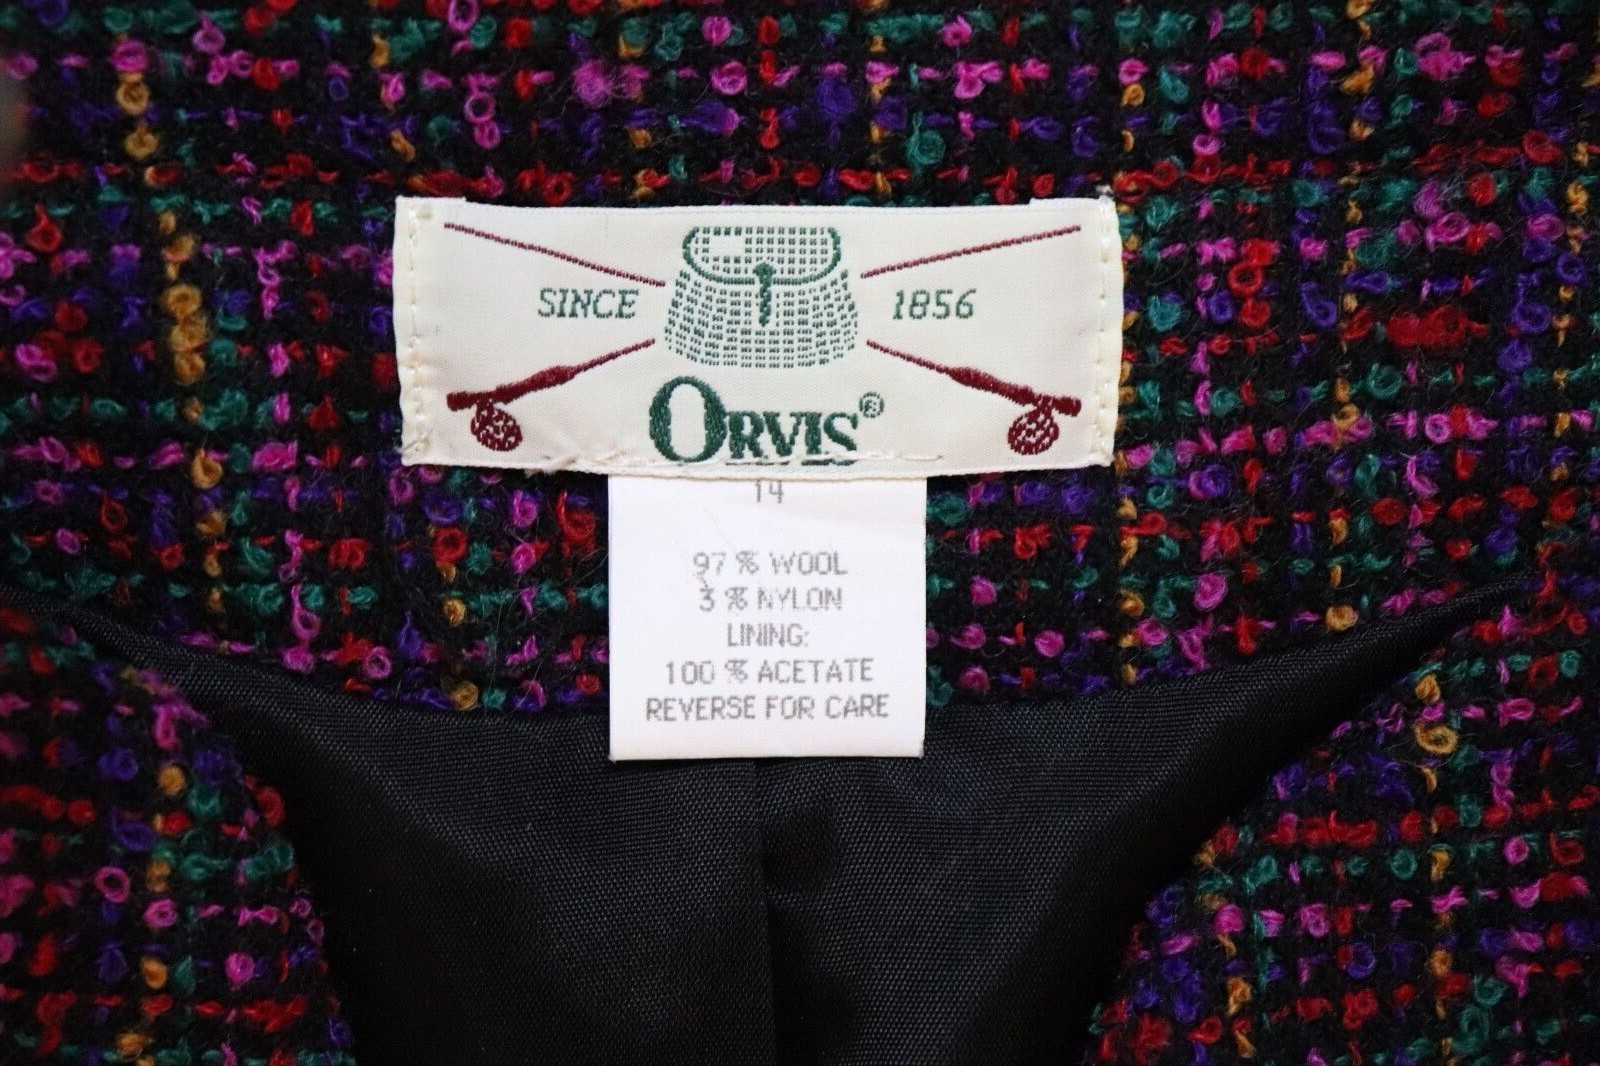 SINCE 1856
ORVIS®
14
97 % WOOL
3 % NYLON
LINING:
100 % ACETATE
REVERSE FOR CARE